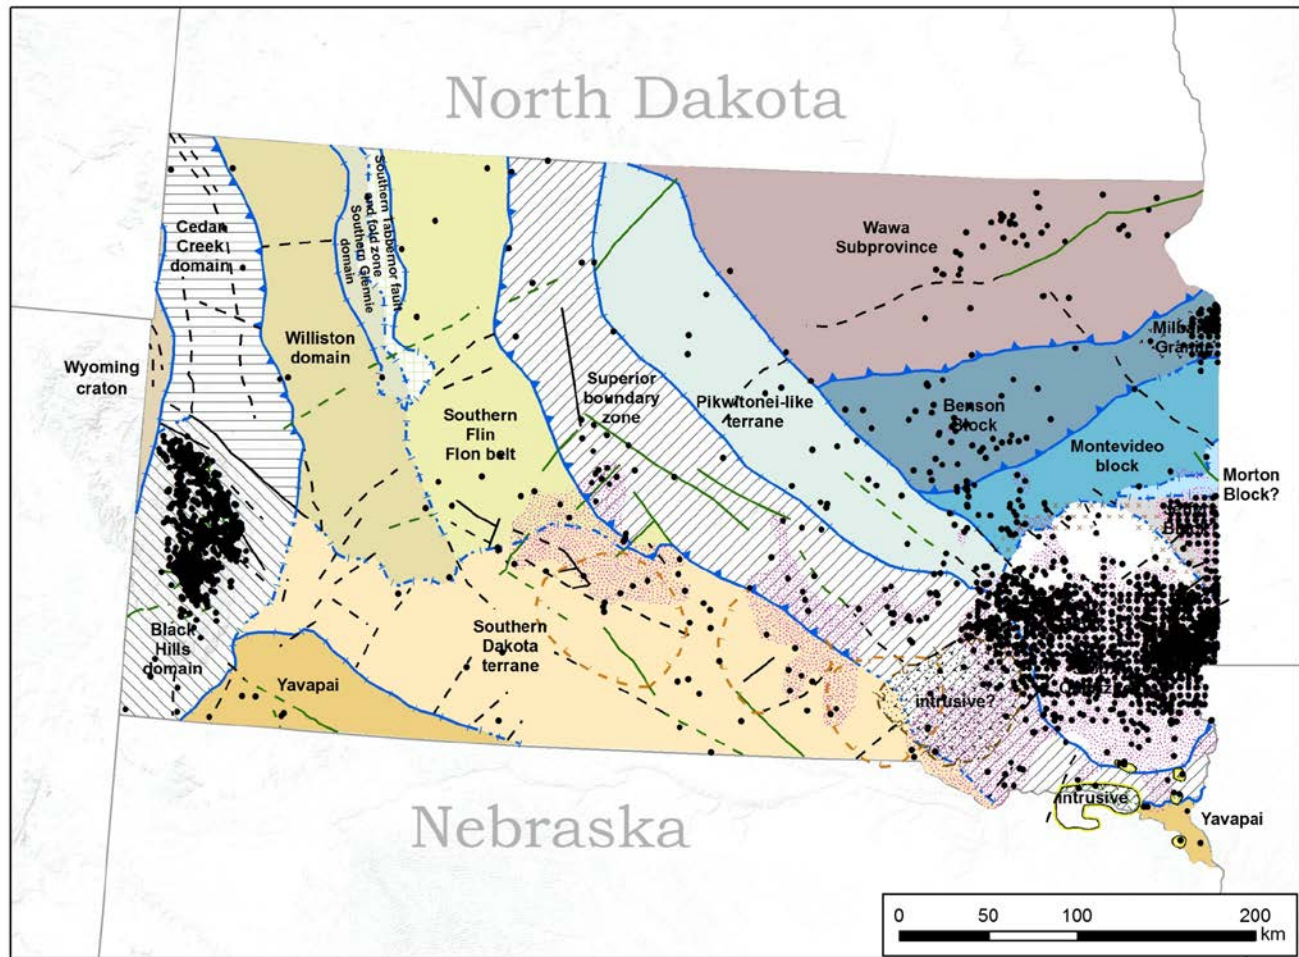 North Dakota
Southern Tabbernor fault
and fold zone
Southern Glennie
domain
Cedar
Creek
domain
Wawa
Subprovince
Wyoming
craton
Williston
domain
Superior
boundary
zone
Pikwitonei-like
terrane
Benson
Block
Southern
Flin
Flon belt
Montevideo
block
Morton
Block?
Black
Hills
domain
Southern
Dakota
terrane
Yavapai
intrusive?
intrusive
Yavapai
Nebraska
0 50 100 200
km